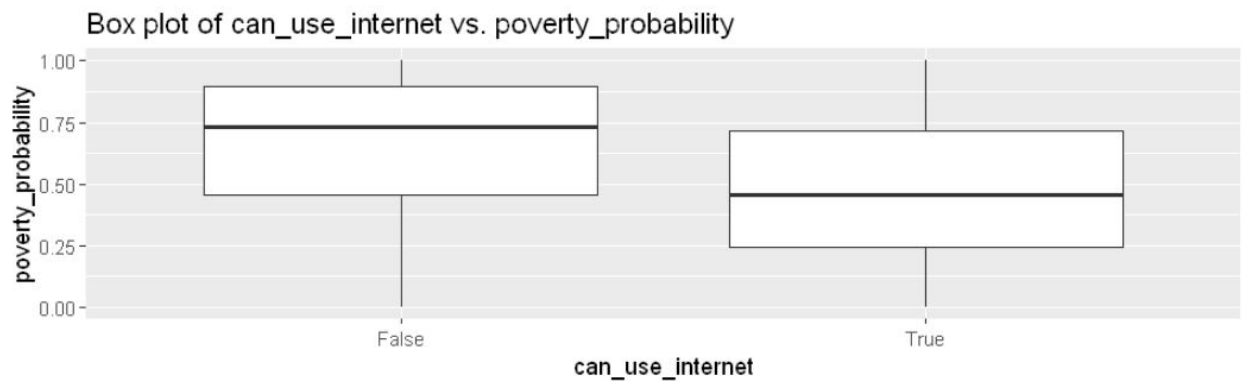 Box plot of can_use_internet vs. poverty_probability
poverty_probability
1.00
0.75
0.50
0.25
0.00
False True
can_use_internet